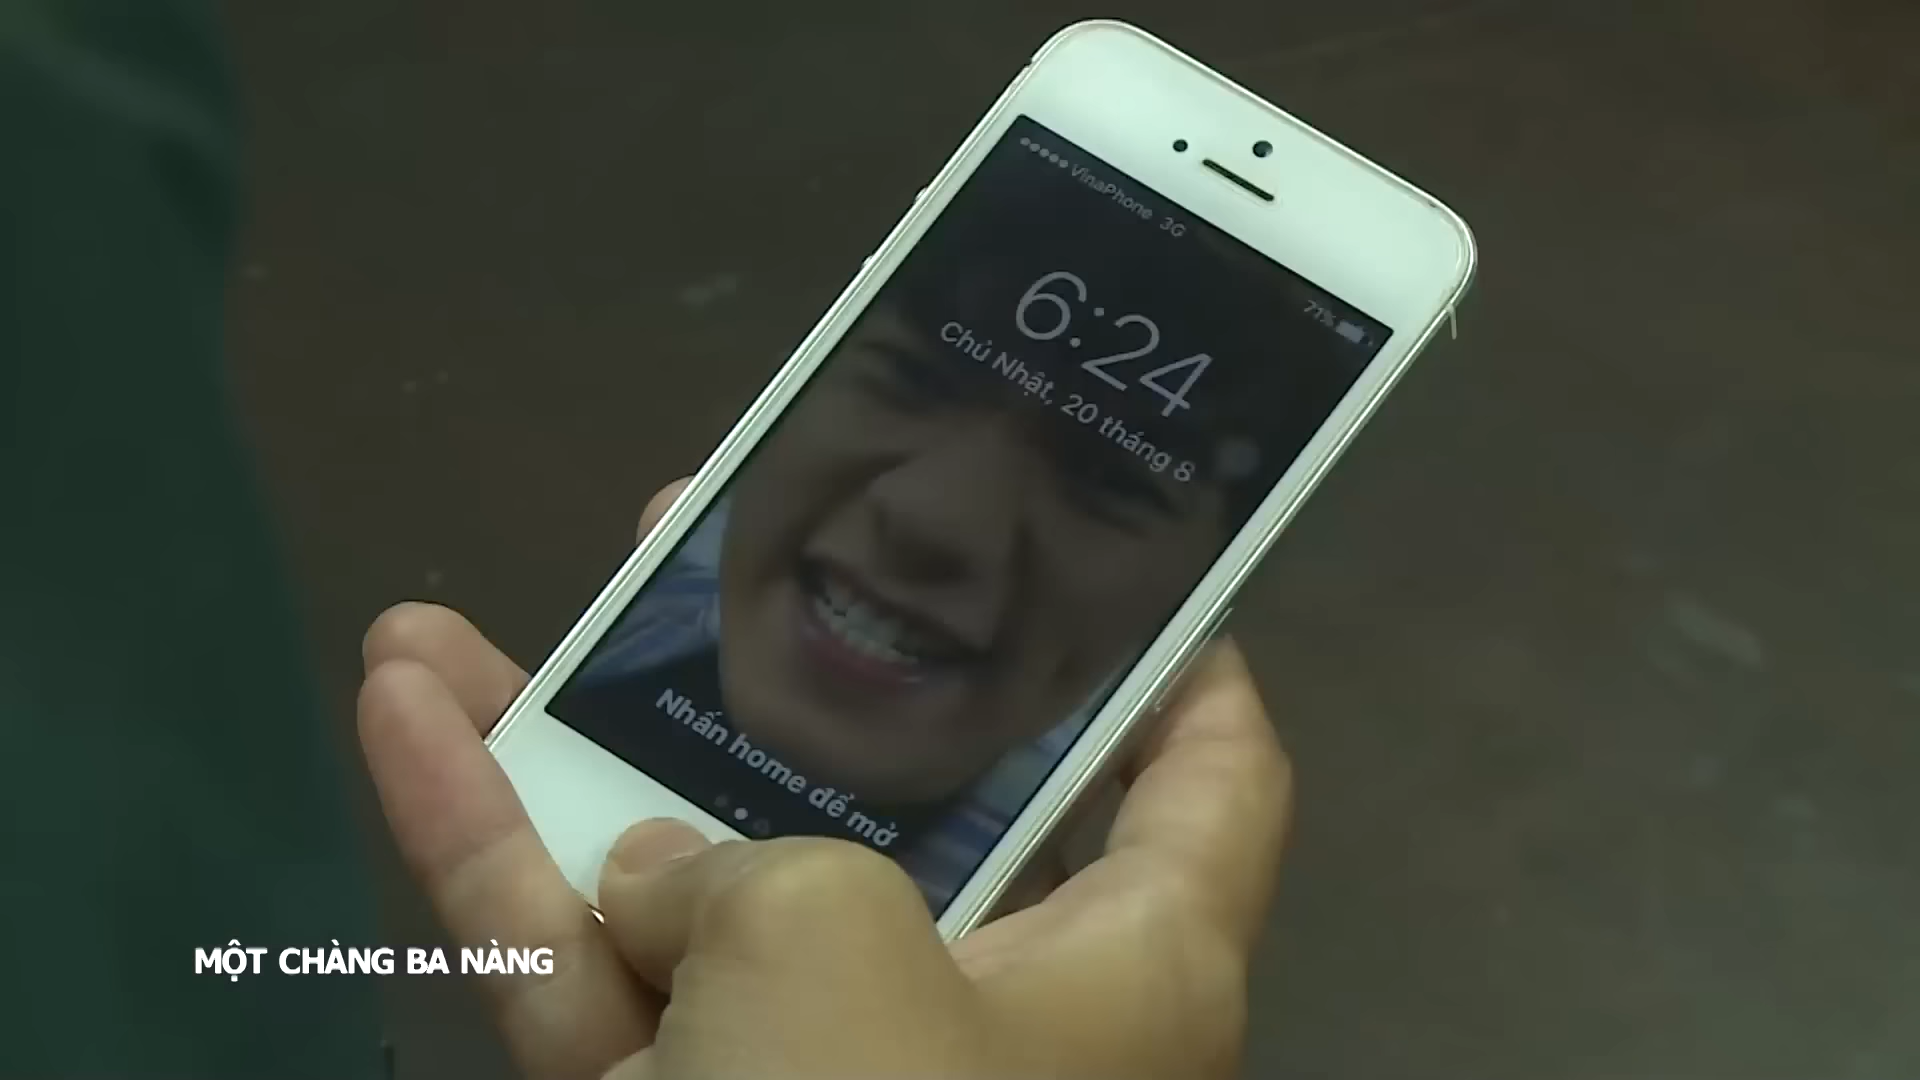 ●●●●● VinaPhone 3G 71%
6:24
Chủ Nhật, 20 tháng 8
Nhấn home để mở
MỘT CHÀNG BA NÀNG